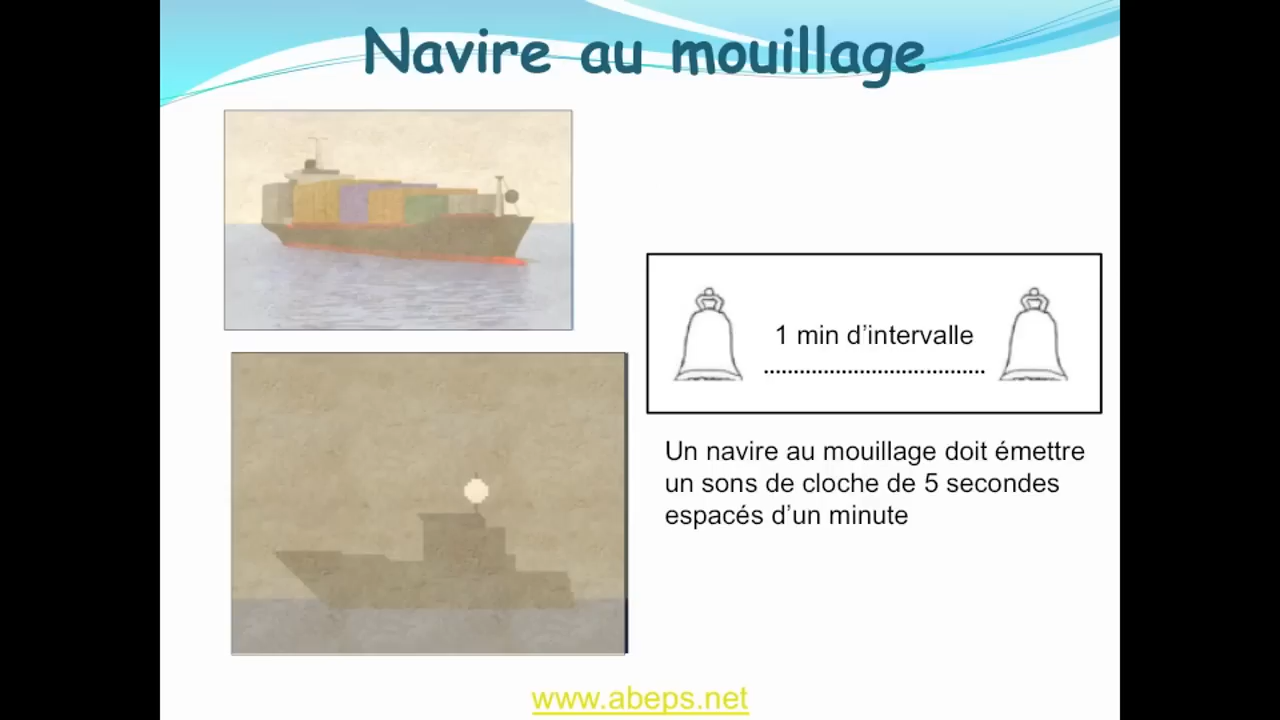 Navire au mouillage
1 min d’intervalle
......................................
Un navire au mouillage doit émettre
un sons de cloche de 5 secondes
espacés d’un minute
www.abeps.net